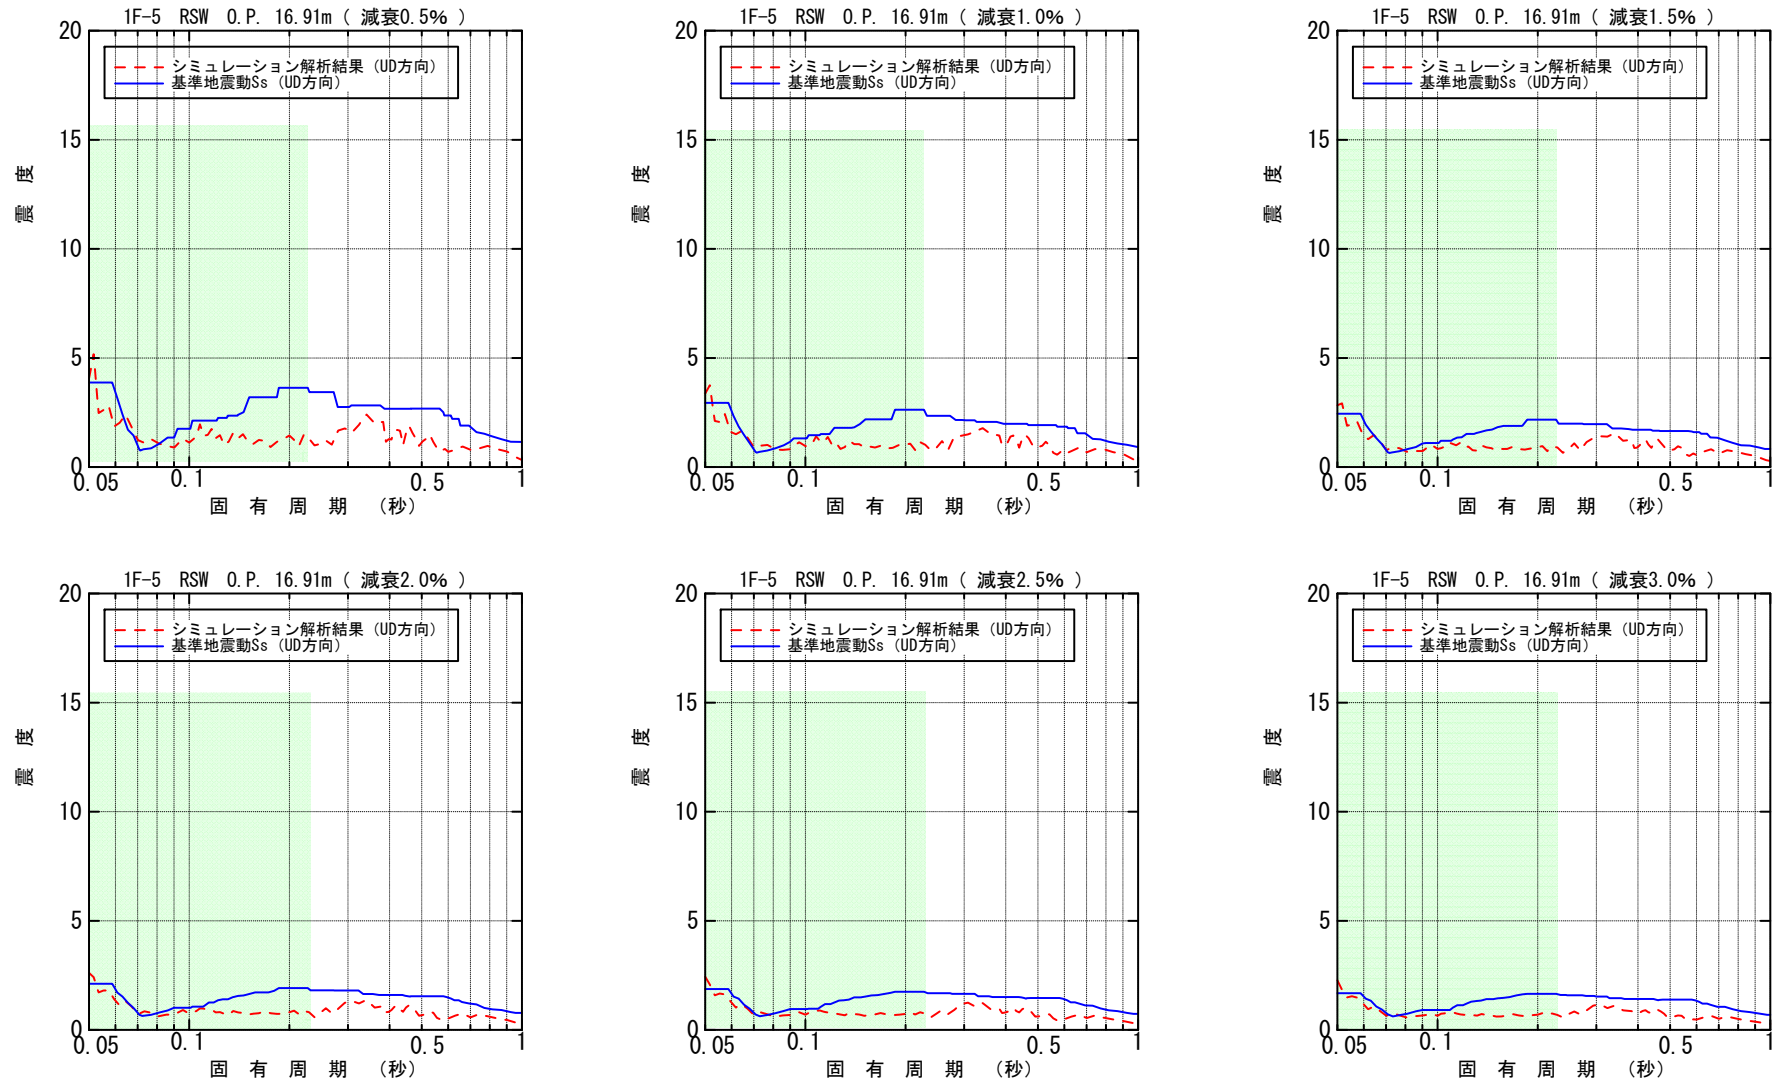 1F-5 RSW O.P. 16.91m ( 減衰0.5% )
20
シミュレーション解析結果 (UD方向)
基準地震動Ss (UD方向)
15
10
5
0
震 度
0.05
0.1
0.5
1
固 有 周 期 (秒)
1F-5 RSW O.P. 16.91m ( 減衰1.0% )
20
シミュレーション解析結果 (UD方向)
基準地震動Ss (UD方向)
15
10
5
0
震 度
0.05
0.1
0.5
1
固 有 周 期 (秒)
1F-5 RSW O.P. 16.91m ( 減衰1.5% )
20
シミュレーション解析結果 (UD方向)
基準地震動Ss (UD方向)
15
10
5
0
震 度
0.05
0.1
0.5
1
固 有 周 期 (秒)
1F-5 RSW O.P. 16.91m ( 減衰2.0% )
20
シミュレーション解析結果 (UD方向)
基準地震動Ss (UD方向)
15
10
5
0
震 度
0.05
0.1
0.5
1
固 有 周 期 (秒)
1F-5 RSW O.P. 16.91m ( 減衰2.5% )
20
シミュレーション解析結果 (UD方向)
基準地震動Ss (UD方向)
15
10
5
0
震 度
0.05
0.1
0.5
1
固 有 周 期 (秒)
1F-5 RSW O.P. 16.91m ( 減衰3.0% )
20
シミュレーション解析結果 (UD方向)
基準地震動Ss (UD方向)
15
10
5
0
震 度
0.05
0.1
0.5
1
固 有 周 期 (秒)